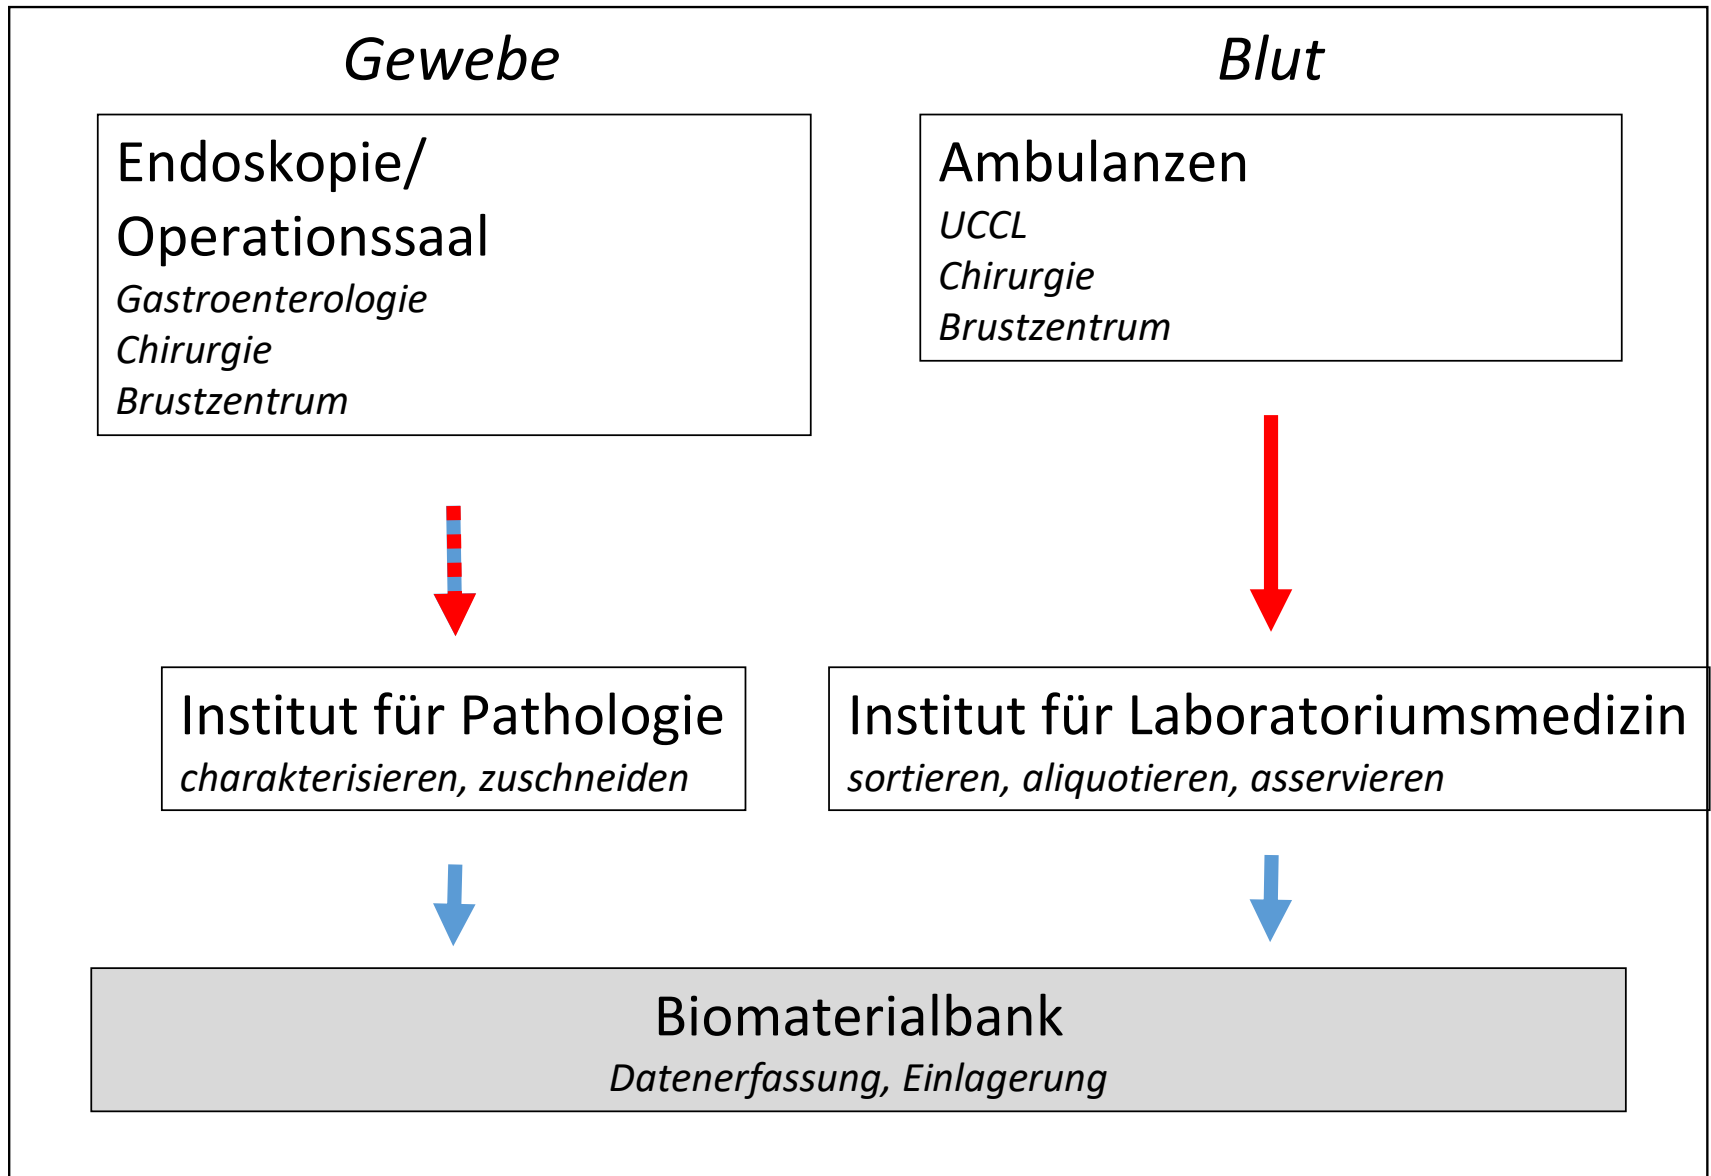 Gewebe
Blut
Endoskopie/
Operationssaal
Gastroenterologie
Chirurgie
Brustzentrum
Ambulanzen
UCCL
Chirurgie
Brustzentrum
Institut für Pathologie
charakterisieren, zuschneiden
Institut für Laboratoriumsmedizin
sortieren, aliquotieren, asservieren
Biomaterialbank
Datenerfassung, Einlagerung